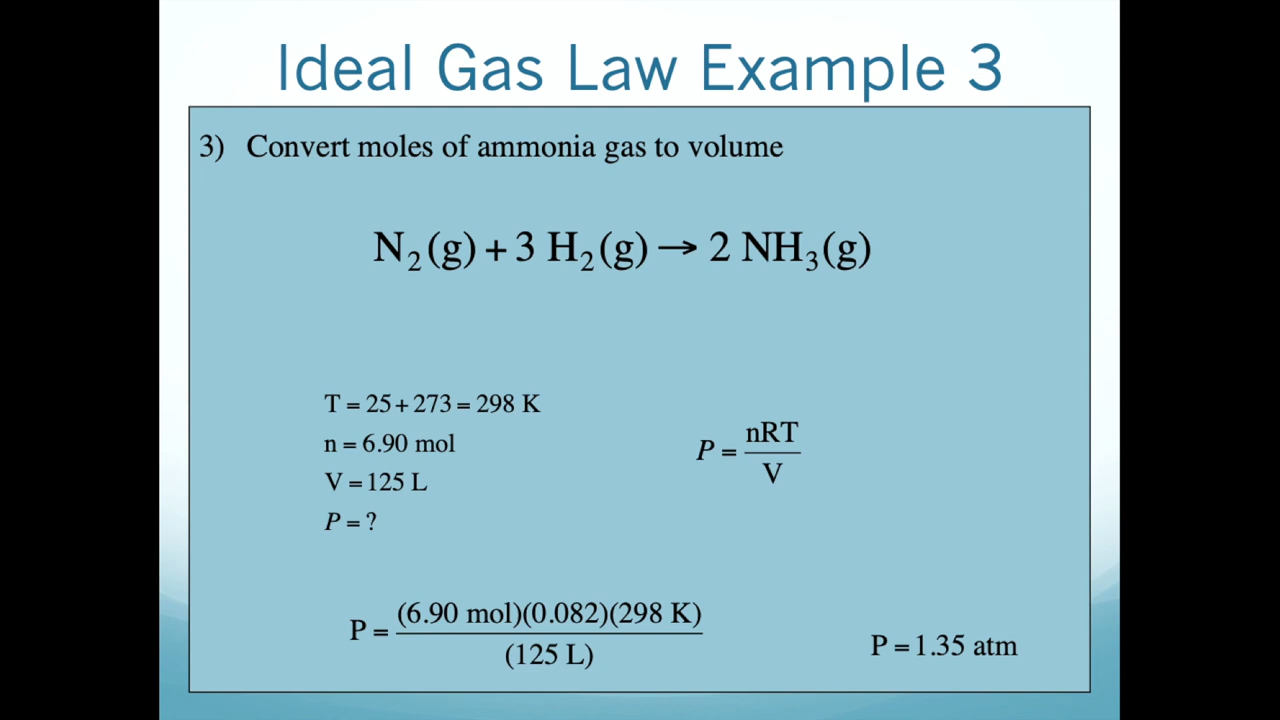 Ideal Gas Law Example 3
3) Convert moles of ammonia gas to volume
N₂(g) + 3 H₂(g) → 2 NH₃(g)
T = 25 + 273 = 298 K
n = 6.90 mol
V = 125 L
P = ?
P = nRT / V
P = (6.90 mol)(0.082)(298 K) / (125 L)
P = 1.35 atm